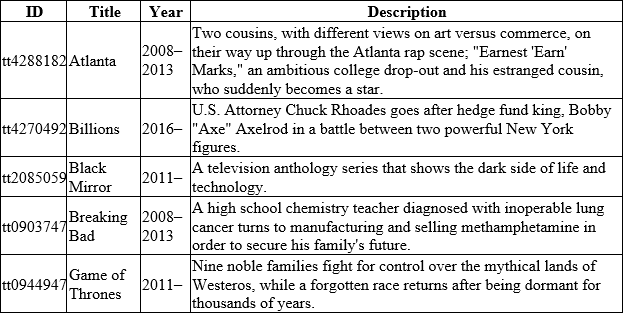 ID Title Year Description
tt4288182 Atlanta 2008–2013 Two cousins, with different views on art versus commerce, on
their way up through the Atlanta rap scene; "Earnest 'Earn'
Marks," an ambitious college drop-out and his estranged cousin,
who suddenly becomes a star.
tt4270492 Billions 2016– U.S. Attorney Chuck Rhoades goes after hedge fund king, Bobby
"Axe" Axelrod in a battle between two powerful New York
figures.
tt2085059 Black Mirror 2011– A television anthology series that shows the dark side of life and
technology.
tt0903747 Breaking Bad 2008–2013 A high school chemistry teacher diagnosed with inoperable lung
cancer turns to manufacturing and selling methamphetamine in
order to secure his family's future.
tt0944947 Game of Thrones 2011– Nine noble families fight for control over the mythical lands of
Westeros, while a forgotten race returns after being dormant for
thousands of years.